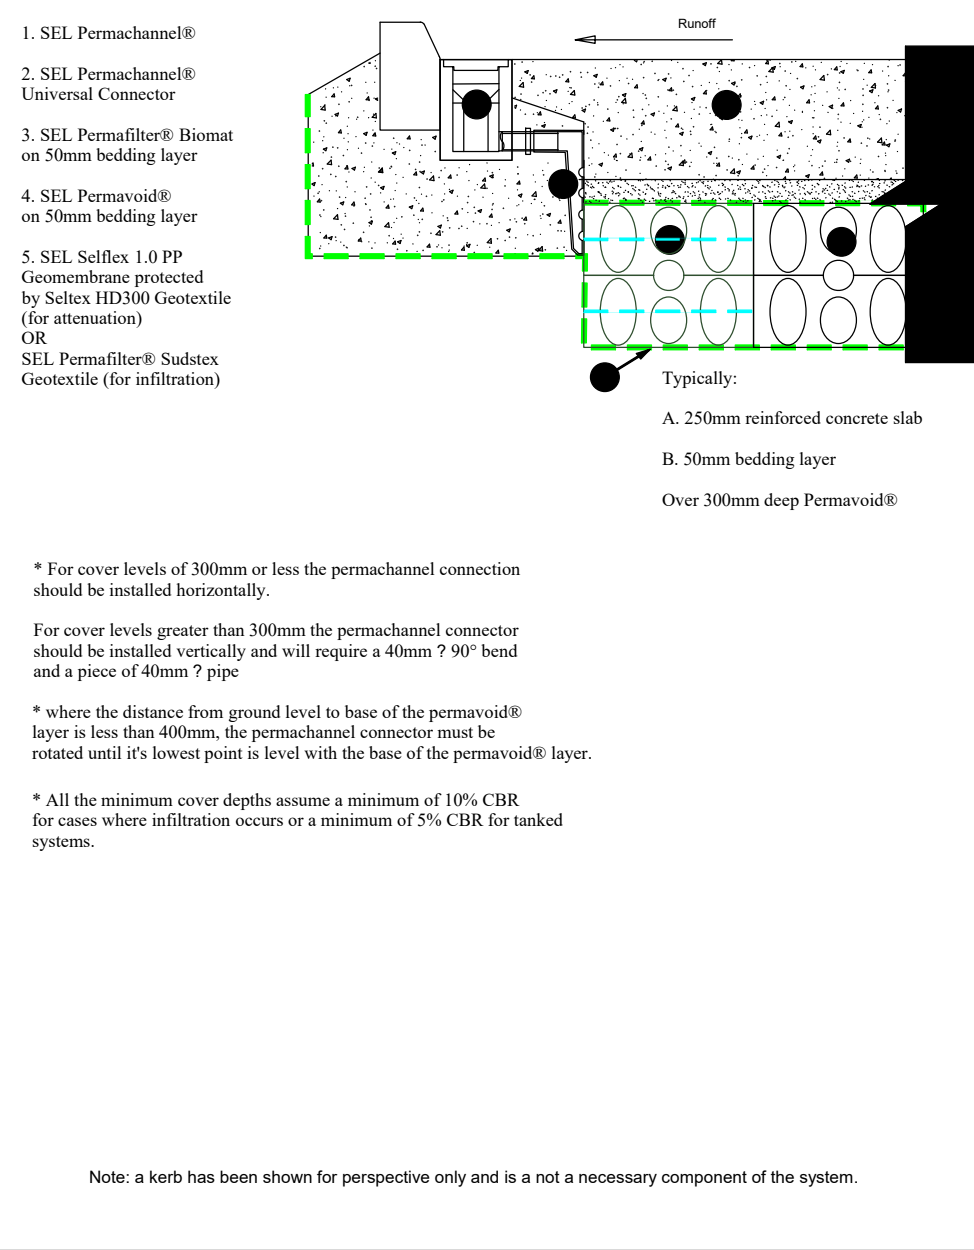 1. SEL Permachannel®
2. SEL Permachannel®
Universal Connector
3. SEL Permafilter® Biomat
on 50mm bedding layer
4. SEL Permavoid®
on 50mm bedding layer
5. SEL Selflex 1.0 PP
Geomembrane protected
by Seltex HD300 Geotextile
(for attenuation)
OR
SEL Permafilter® Sudstex
Geotextile (for infiltration)
Runoff
Typically:
A. 250mm reinforced concrete slab
B. 50mm bedding layer
Over 300mm deep Permavoid®
* For cover levels of 300mm or less the permachannel connection
should be installed horizontally.
For cover levels greater than 300mm the permachannel connector
should be installed vertically and will require a 40mm ? 90° bend
and a piece of 40mm ? pipe
* where the distance from ground level to base of the permavoid®
layer is less than 400mm, the permachannel connector must be
rotated until it's lowest point is level with the base of the permavoid® layer.
* All the minimum cover depths assume a minimum of 10% CBR
for cases where infiltration occurs or a minimum of 5% CBR for tanked
systems.
Note: a kerb has been shown for perspective only and is a not a necessary component of the system.